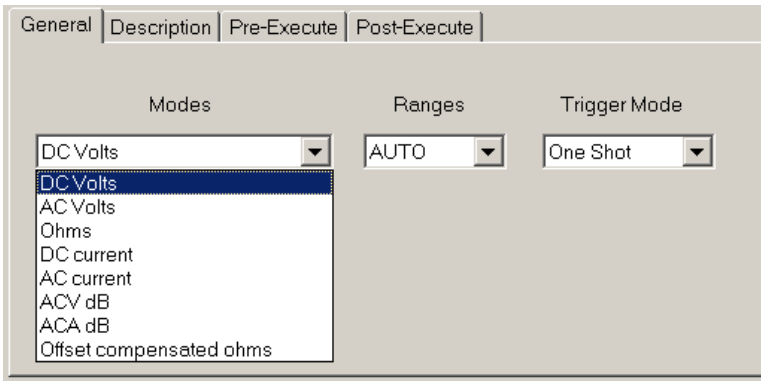 General Description Pre-Execute Post-Execute
Modes Ranges Trigger Mode
DC Volts AUTO One Shot
DC Volts
AC Volts
Ohms
DC current
AC current
ACV dB
ACA dB
Offset compensated ohms